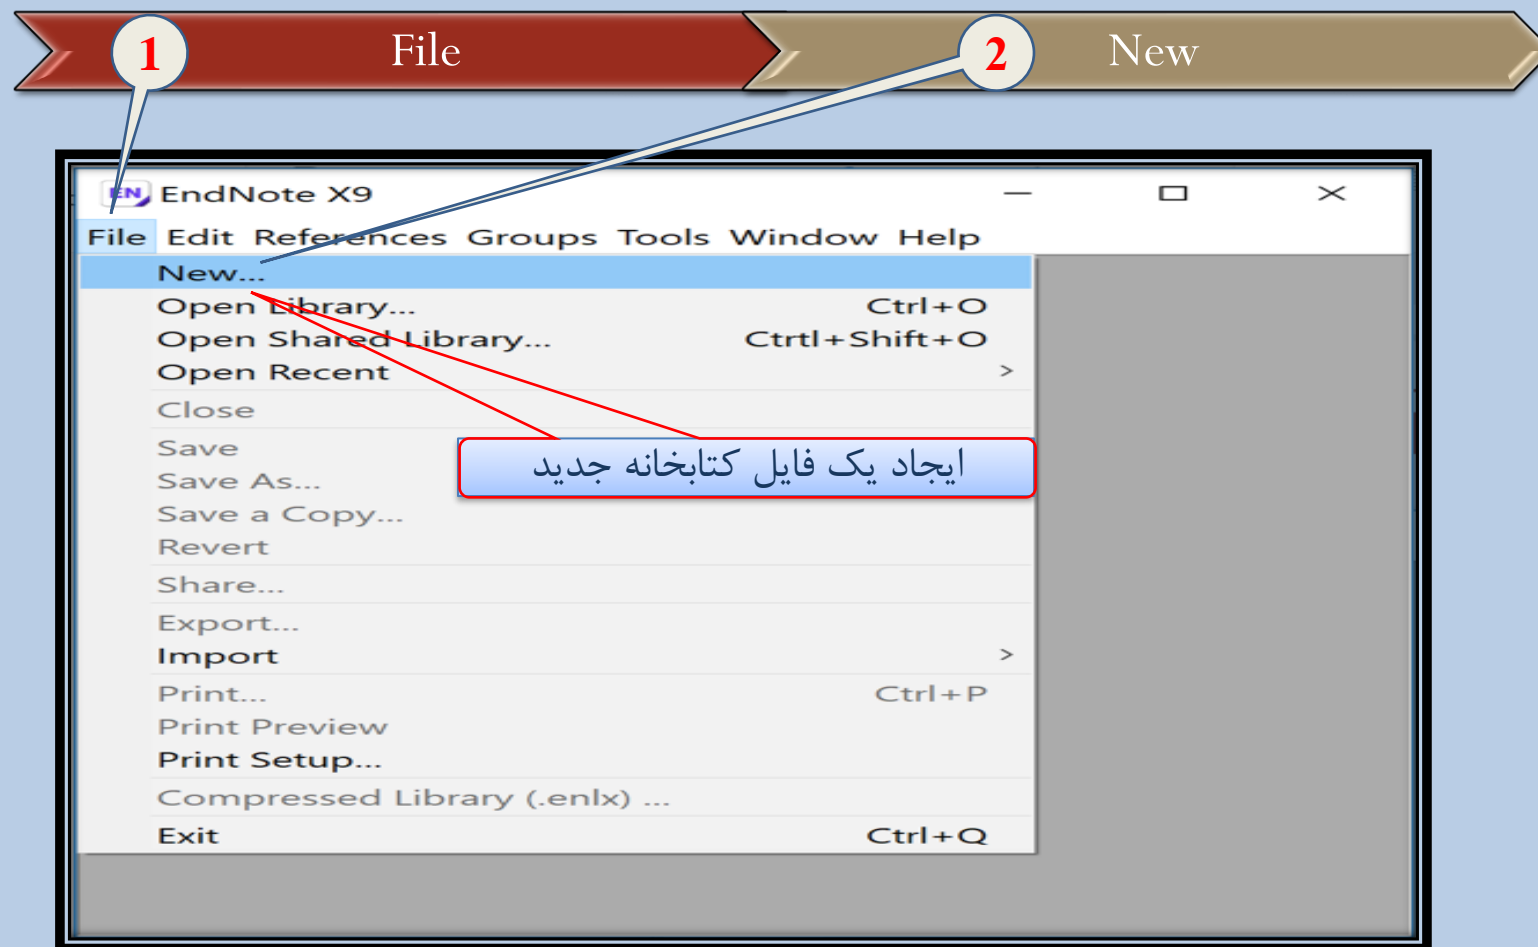 1 File 2 New
EN EndNote X9
File Edit References Groups Tools Window Help
New...
Open Library... Ctrl+O
Open Shared Library... Ctrtl+Shift+O
Open Recent >
Close
Save
ایجاد یک فایل کتابخانه جدید
Save As...
Save a Copy...
Revert
Share...
Export...
Import >
Print... Ctrl+P
Print Preview
Print Setup...
Compressed Library (.enlx) ...
Exit Ctrl+Q